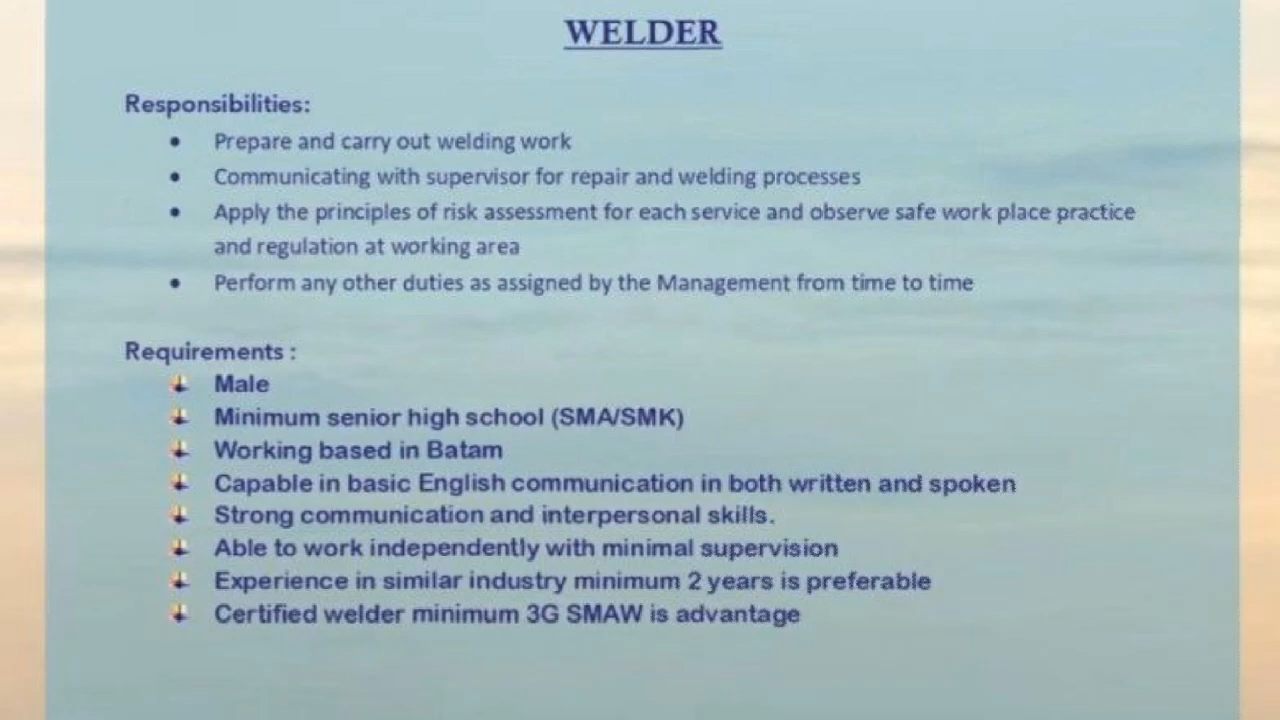 WELDER
Responsibilities:
Prepare and carry out welding work
Communicating with supervisor for repair and welding processes
Apply the principles of risk assessment for each service and observe safe work place practice
and regulation at working area
Perform any other duties as assigned by the Management from time to time
Requirements :
Male
Minimum senior high school (SMA/SMK)
Working based in Batam
Capable in basic English communication in both written and spoken
Strong communication and interpersonal skills.
Able to work independently with minimal supervision
Experience in similar industry minimum 2 years is preferable
Certified welder minimum 3G SMAW is advantage